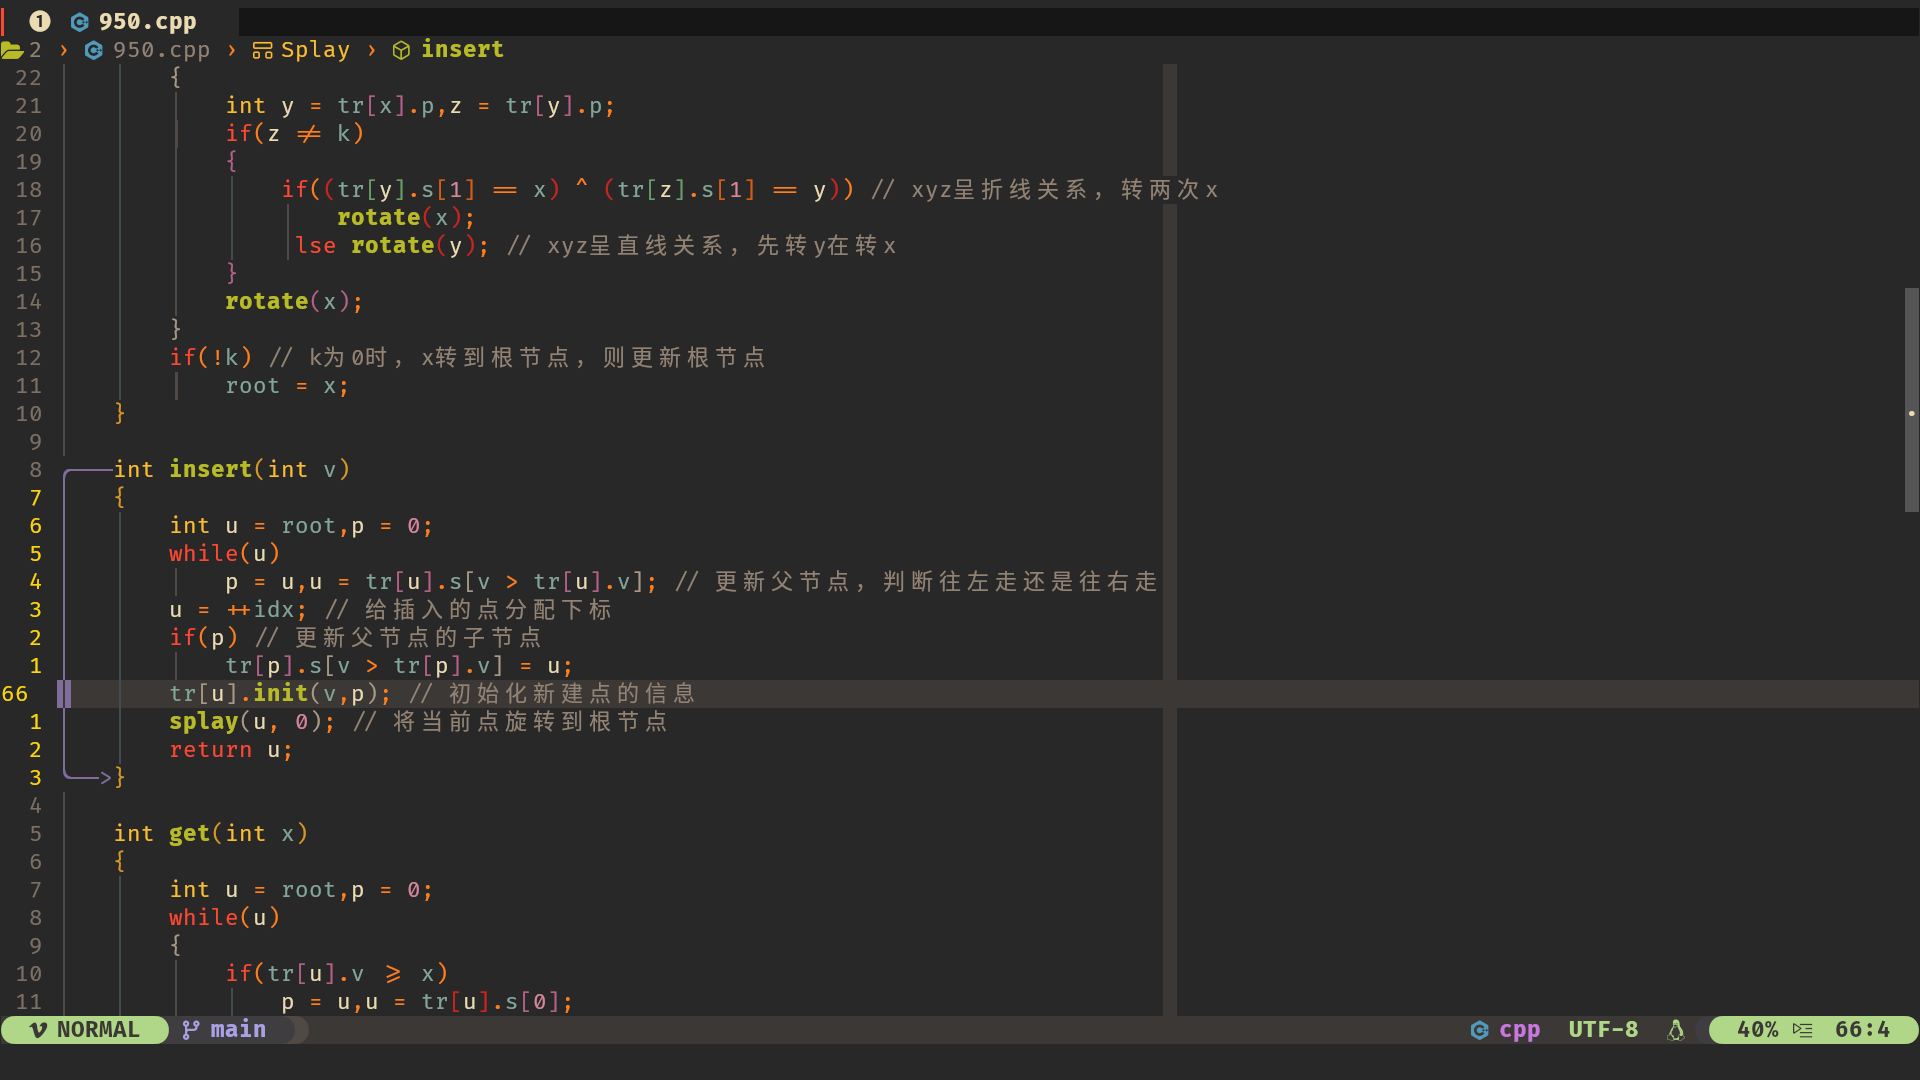 1 950.cpp
2 › 950.cpp › Splay › insert
22 {
21 int y = tr[x].p,z = tr[y].p;
20 if(z ≠ k)
19 {
18 if((tr[y].s[1] == x) ^ (tr[z].s[1] == y)) // xyz呈折线关系，转两次x
17 rotate(x);
16 lse rotate(y); // xyz呈直线关系，先转y在转x
15 }
14 rotate(x);
13 }
12 if(!k) // k为0时，x转到根节点，则更新根节点
11 root = x;
10 }
9
8 int insert(int v)
7 {
6 int u = root,p = 0;
5 while(u)
4 p = u,u = tr[u].s[v > tr[u].v]; // 更新父节点，判断往左走还是往右走
3 u = ++idx; // 给插入的点分配下标
2 if(p) // 更新父节点的子节点
1 tr[p].s[v > tr[p].v] = u;
66 tr[u].init(v,p); // 初始化新建点的信息
1 splay(u, 0); // 将当前点旋转到根节点
2 return u;
3 }
4
5 int get(int x)
6 {
7 int u = root,p = 0;
8 while(u)
9 {
10 if(tr[u].v ⩾ x)
11 p = u,u = tr[u].s[0];
NORMAL main cpp UTF-8 40% 66:4